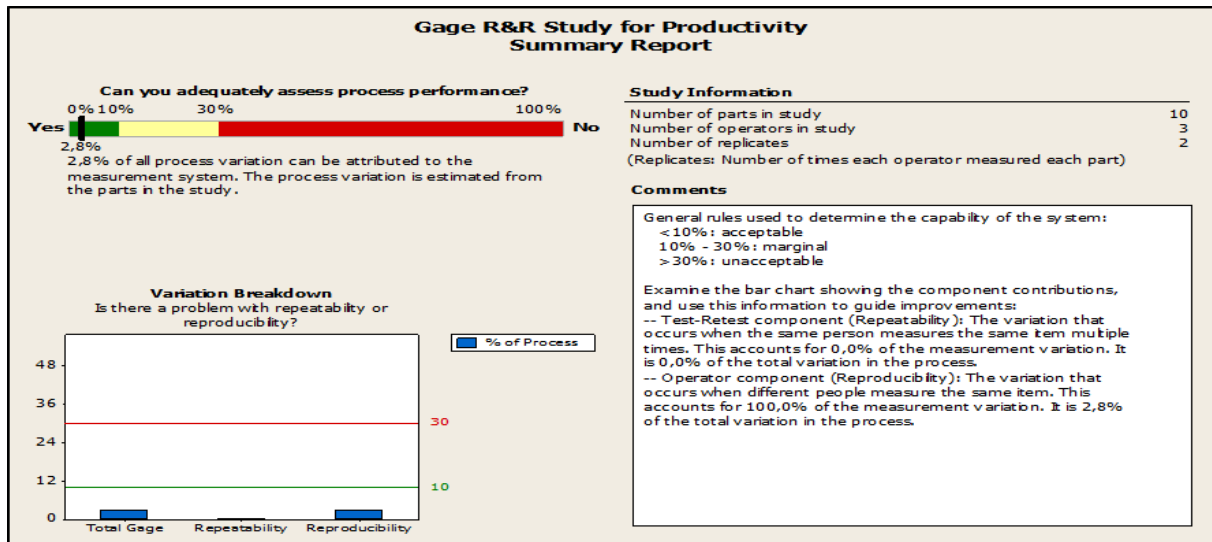 Gage R&R Study for Productivity
Summary Report
Can you adequately assess process performance?
0% 10% 30% 100%
Yes No
2,8%
2,8% of all process variation can be attributed to the
measurement system. The process variation is estimated from
the parts in the study.
Variation Breakdown
Is there a problem with repeatability or
reproducibility?
% of Process
48
36
30
24
12
10
0
Total Gage Repeatability Reproducibility
Study Information
Number of parts in study 10
Number of operators in study 3
Number of replicates 2
(Replicates: Number of times each operator measured each part)
Comments
General rules used to determine the capability of the system:
<10%: acceptable
10% - 30%: marginal
>30%: unacceptable
Examine the bar chart showing the component contributions,
and use this information to guide improvements:
-- Test-Retest component (Repeatability): The variation that
occurs when the same person measures the same item multiple
times. This accounts for 0,0% of the measurement variation. It
is 0,0% of the total variation in the process.
-- Operator component (Reproducibility): The variation that
occurs when different people measure the same item. This
accounts for 100,0% of the measurement variation. It is 2,8%
of the total variation in the process.